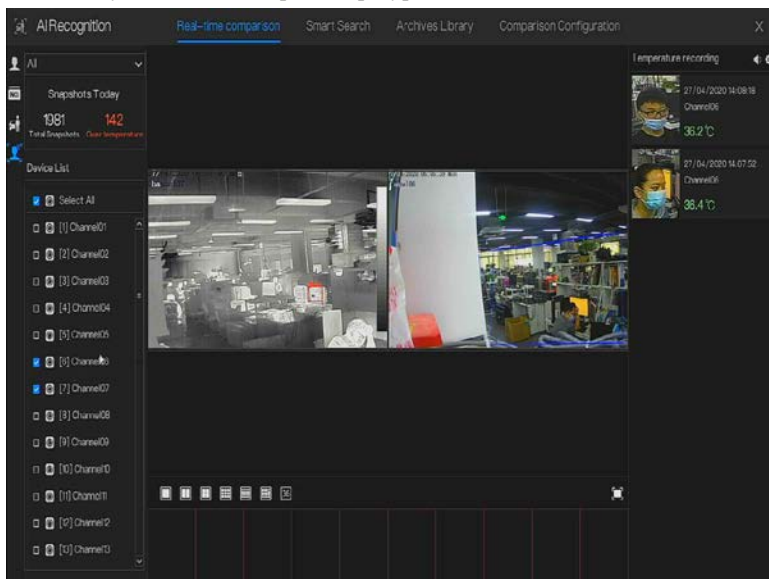 AI Recognition
Real-time comparison
Smart Search
Archives Library
Comparison Configuration
X
All
Snapshots Today
1981
142
Total Snapshots
Over temperature
Device List
Select All
[1] Channel01
[2] Channel02
[3] Channel03
[4] Channel04
[5] Channel05
[6] Channel06
[7] Channel07
[8] Channel08
[9] Channel09
[10] Channel10
[11] Channel11
[12] Channel12
[13] Channel13
Temperature recording
27/04/2020 14:08:18
Channel06
36.2℃
27/04/2020 14:07:52
Channel06
36.4℃